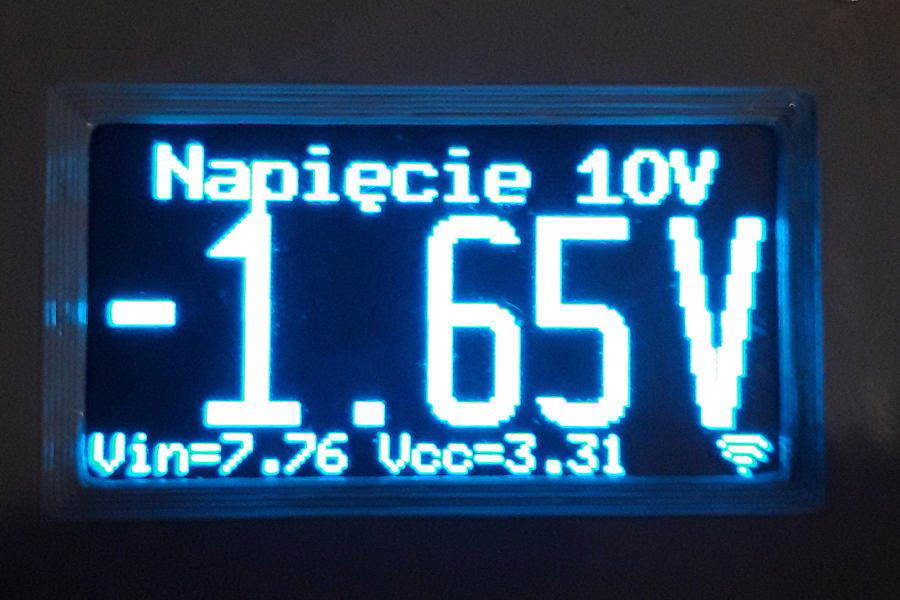 Napięcie 10V
-1.65V
Vin=7.76 Vcc=3.31